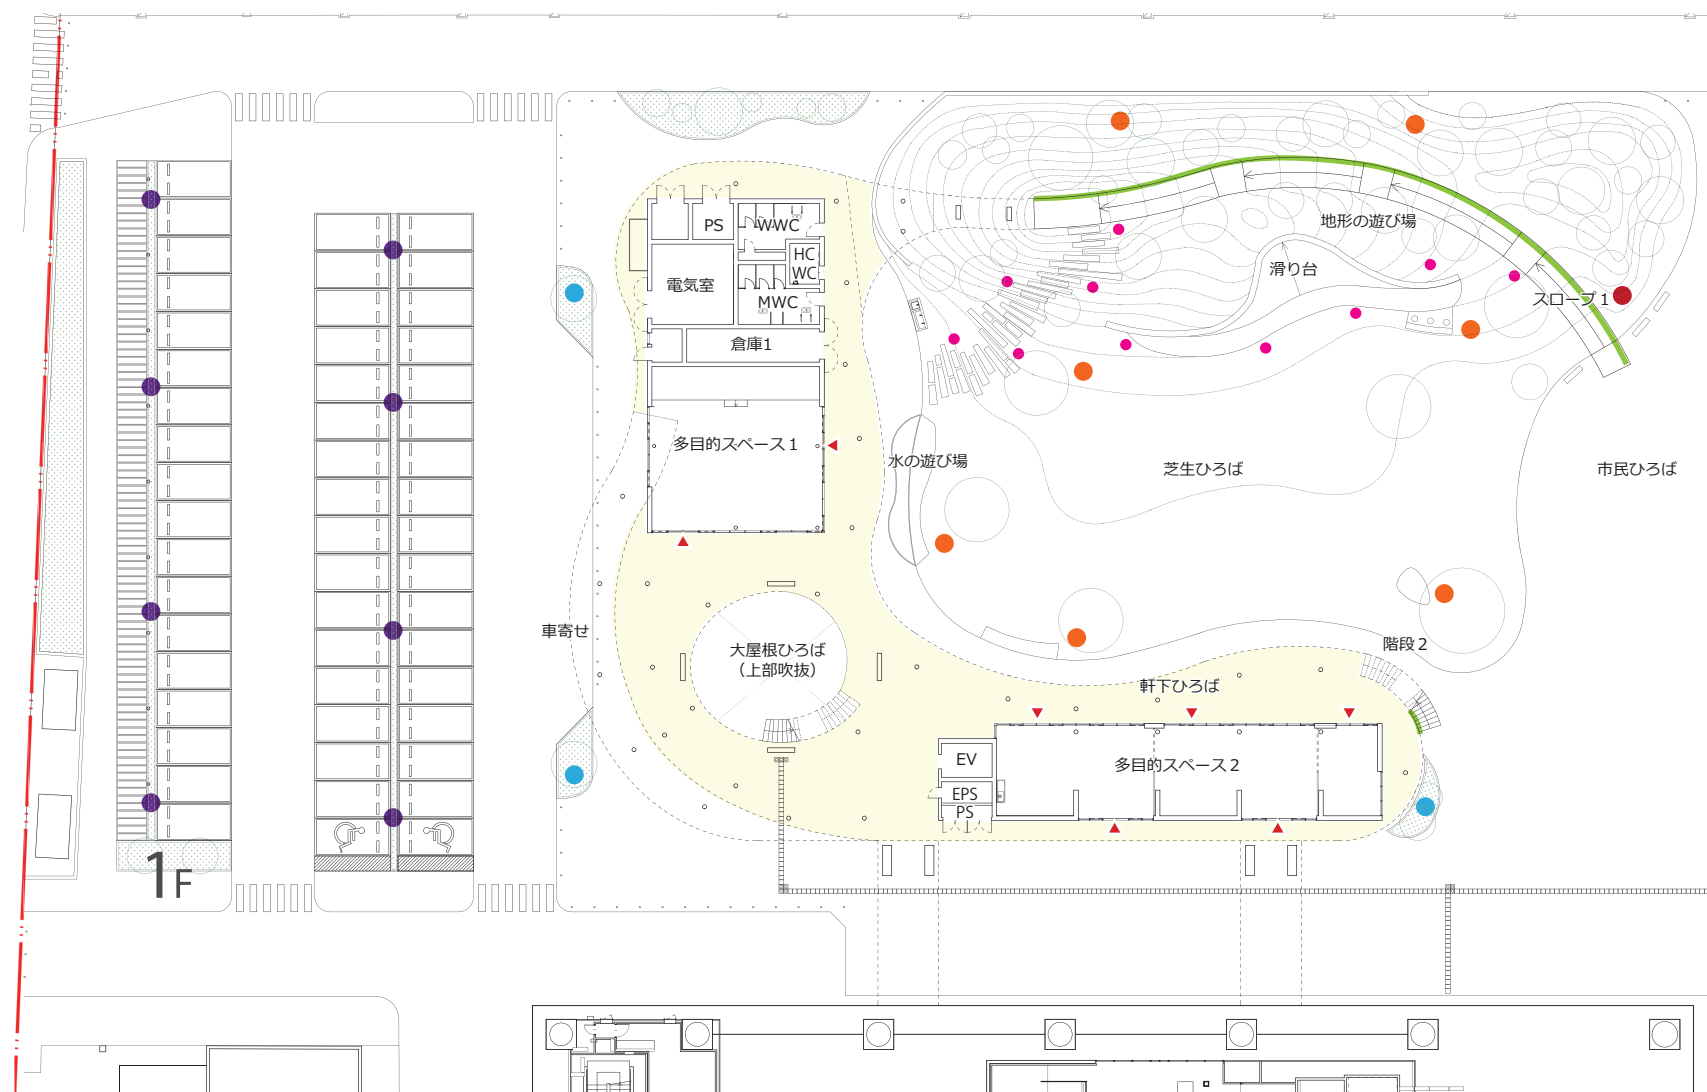 PS
WWC
HC
WC
電気室
MWC
倉庫1
地形の遊び場
滑り台
スロープ1
多目的スペース1
水の遊び場
芝生ひろば
市民ひろば
車寄せ
大屋根ひろば
（上部吹抜）
階段2
軒下ひろば
EV
EPS
PS
多目的スペース2
1F